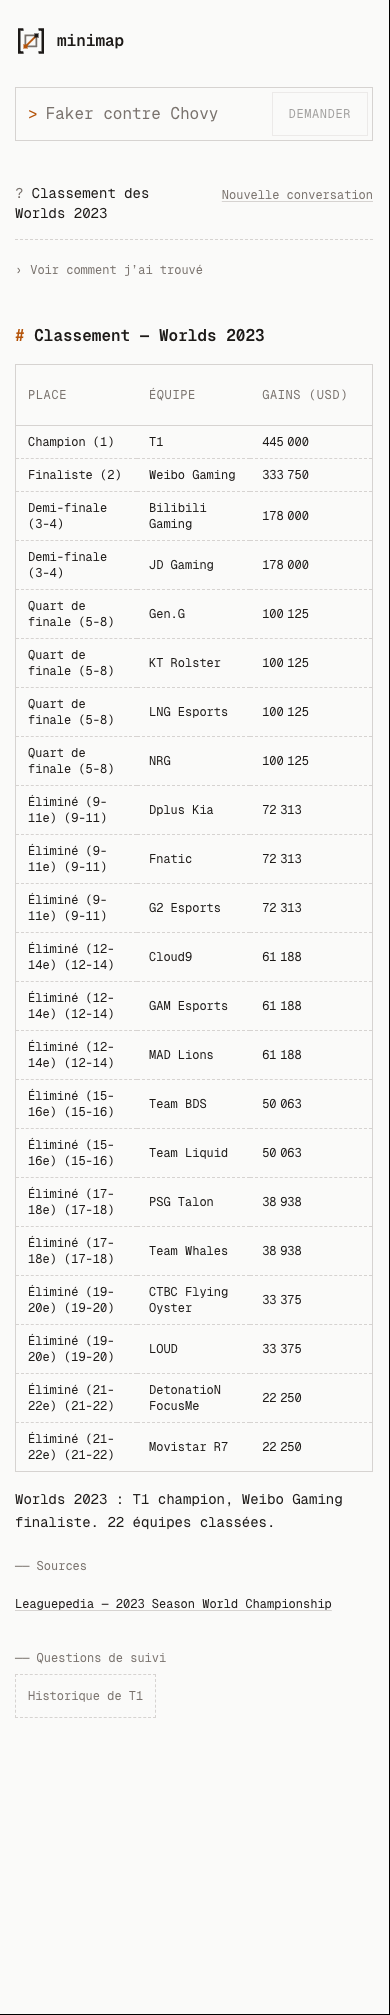 minimap
> Faker contre Chovy
DEMANDER
? Classement des
Worlds 2023
Nouvelle conversation
› Voir comment j'ai trouvé
# Classement — Worlds 2023
PLACE ÉQUIPE GAINS (USD)
Champion (1) T1 445 000
Finaliste (2) Weibo Gaming 333 750
Demi-finale
(3-4)
Bilibili
Gaming
178 000
Demi-finale
(3-4)
JD Gaming
178 000
Quart de
finale (5-8)
Gen.G
100 125
Quart de
finale (5-8)
KT Rolster
100 125
Quart de
finale (5-8)
LNG Esports
100 125
Quart de
finale (5-8)
NRG
100 125
Éliminé (9-
11e) (9-11)
Dplus Kia
72 313
Éliminé (9-
11e) (9-11)
Fnatic
72 313
Éliminé (9-
11e) (9-11)
G2 Esports
72 313
Éliminé (12-
14e) (12-14)
Cloud9
61 188
Éliminé (12-
14e) (12-14)
GAM Esports
61 188
Éliminé (12-
14e) (12-14)
MAD Lions
61 188
Éliminé (15-
16e) (15-16)
Team BDS
50 063
Éliminé (15-
16e) (15-16)
Team Liquid
50 063
Éliminé (17-
18e) (17-18)
PSG Talon
38 938
Éliminé (17-
18e) (17-18)
Team Whales
38 938
Éliminé (19-
20e) (19-20)
CTBC Flying
Oyster
33 375
Éliminé (19-
20e) (19-20)
LOUD
33 375
Éliminé (21-
22e) (21-22)
DetonatioN
FocusMe
22 250
Éliminé (21-
22e) (21-22)
Movistar R7
22 250
Worlds 2023 : T1 champion, Weibo Gaming
finaliste. 22 équipes classées.
—— Sources
Leaguepedia — 2023 Season World Championship
—— Questions de suivi
Historique de T1